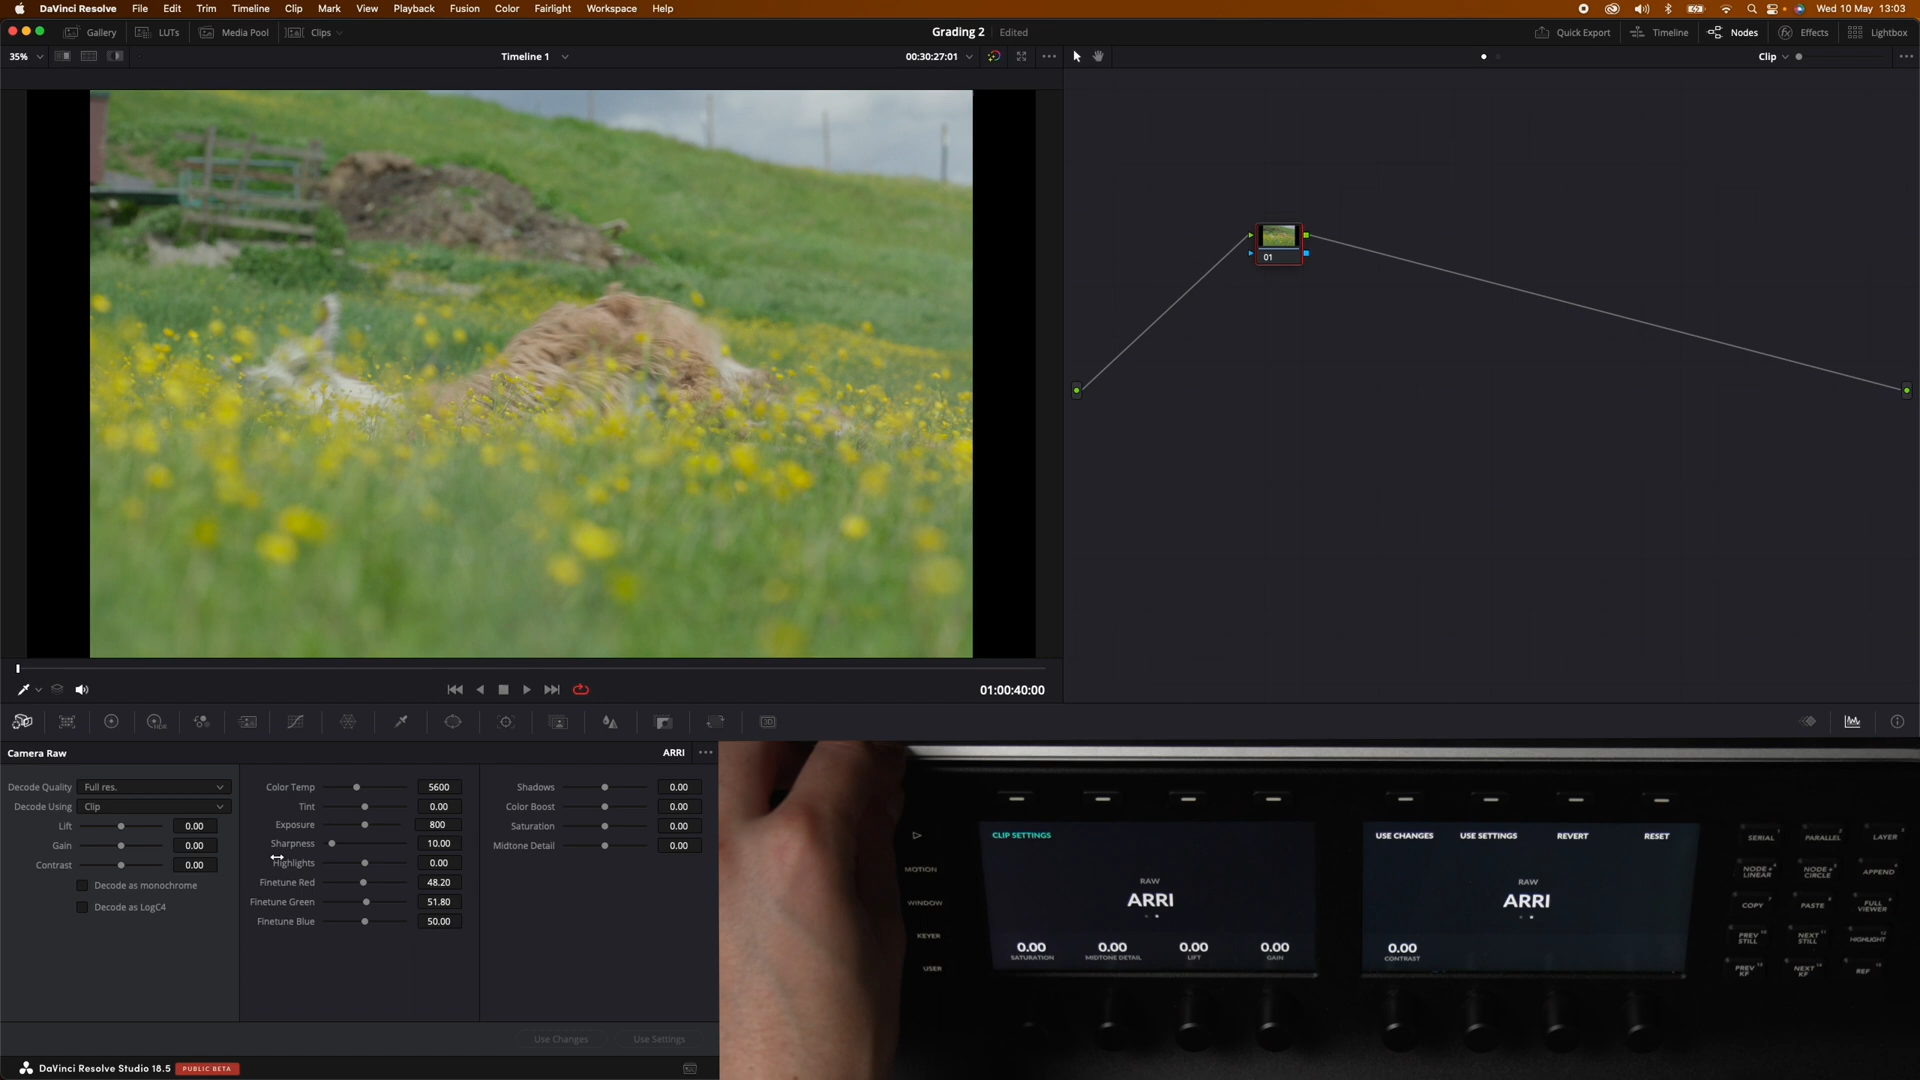 DaVinci Resolve File Edit Trim Timeline Clip Mark View Playback Fusion Color Fairlight Workspace Help Wed 10 May 13:03
Gallery LUTs Media Pool Clips Grading 2 Edited Quick Export Timeline Nodes Effects Lightbox
35% Timeline 1 00:30:27:01 Clip
01
01:00:40:00
Camera Raw ARRI
Decode Quality Full res. Color Temp 5600 Shadows 0.00
Decode Using Clip Tint 0.00 Color Boost 0.00
Lift 0.00 Exposure 800 Saturation 0.00
Gain 0.00 Sharpness 10.00 Midtone Detail 0.00
Contrast 0.00 Highlights 0.00
Decode as monochrome Finetune Red 48.20
Decode as LogC4 Finetune Green 51.80
Finetune Blue 50.00
Use Changes Use Settings
DaVinci Resolve Studio 18.5 PUBLIC BETA
CLIP SETTINGS
RAW
ARRI
0.00 0.00 0.00 0.00
SATURATION MIDTONE DETAIL LIFT GAIN
USE CHANGES USE SETTINGS REVERT RESET
RAW
ARRI
0.00
CONTRAST
MOTION
WINDOW
KEYER
USER
SERIAL PARALLEL LAYER
NODE+ LINEAR NODE+ CIRCLE APPEND
COPY PASTE FULL VIEWER
PREV STILL NEXT STILL HIGHLIGHT
PREV KF NEXT KF REF